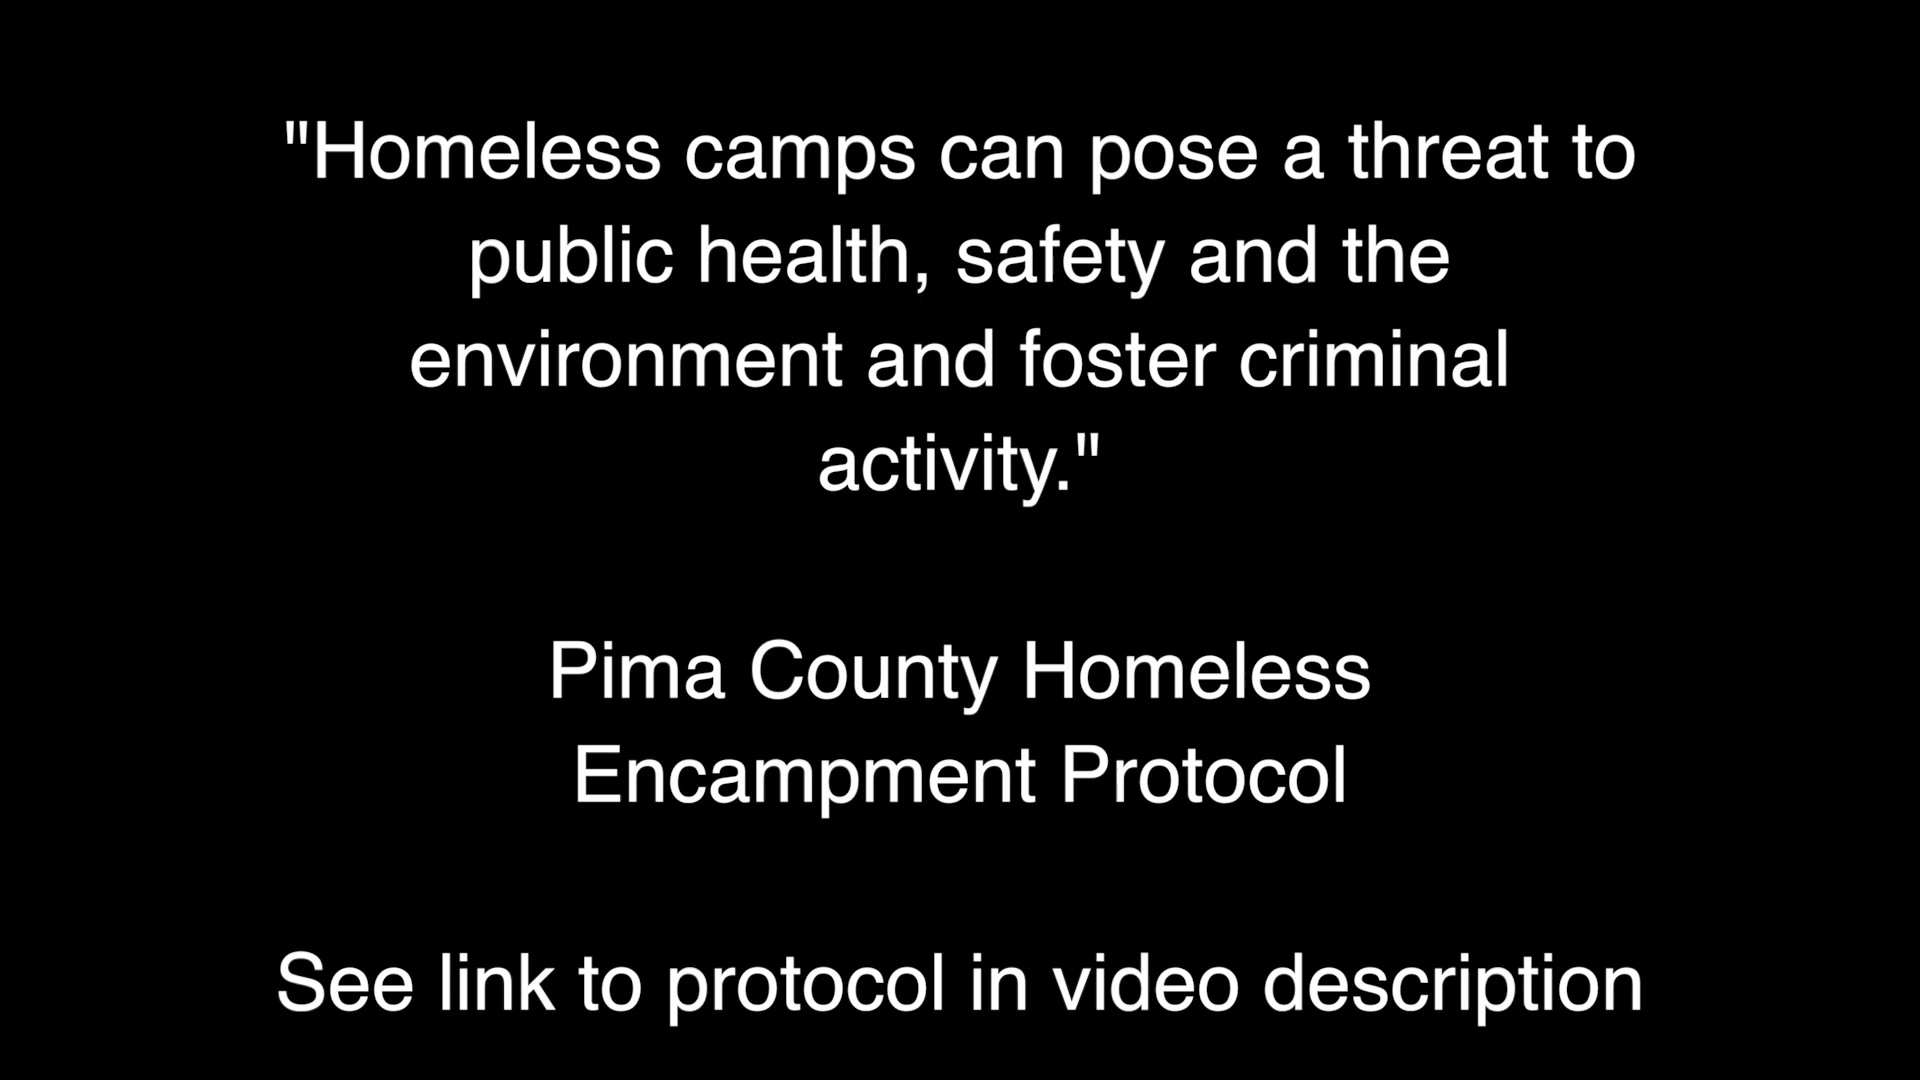 "Homeless camps can pose a threat to
public health, safety and the
environment and foster criminal
activity."
Pima County Homeless
Encampment Protocol
See link to protocol in video description